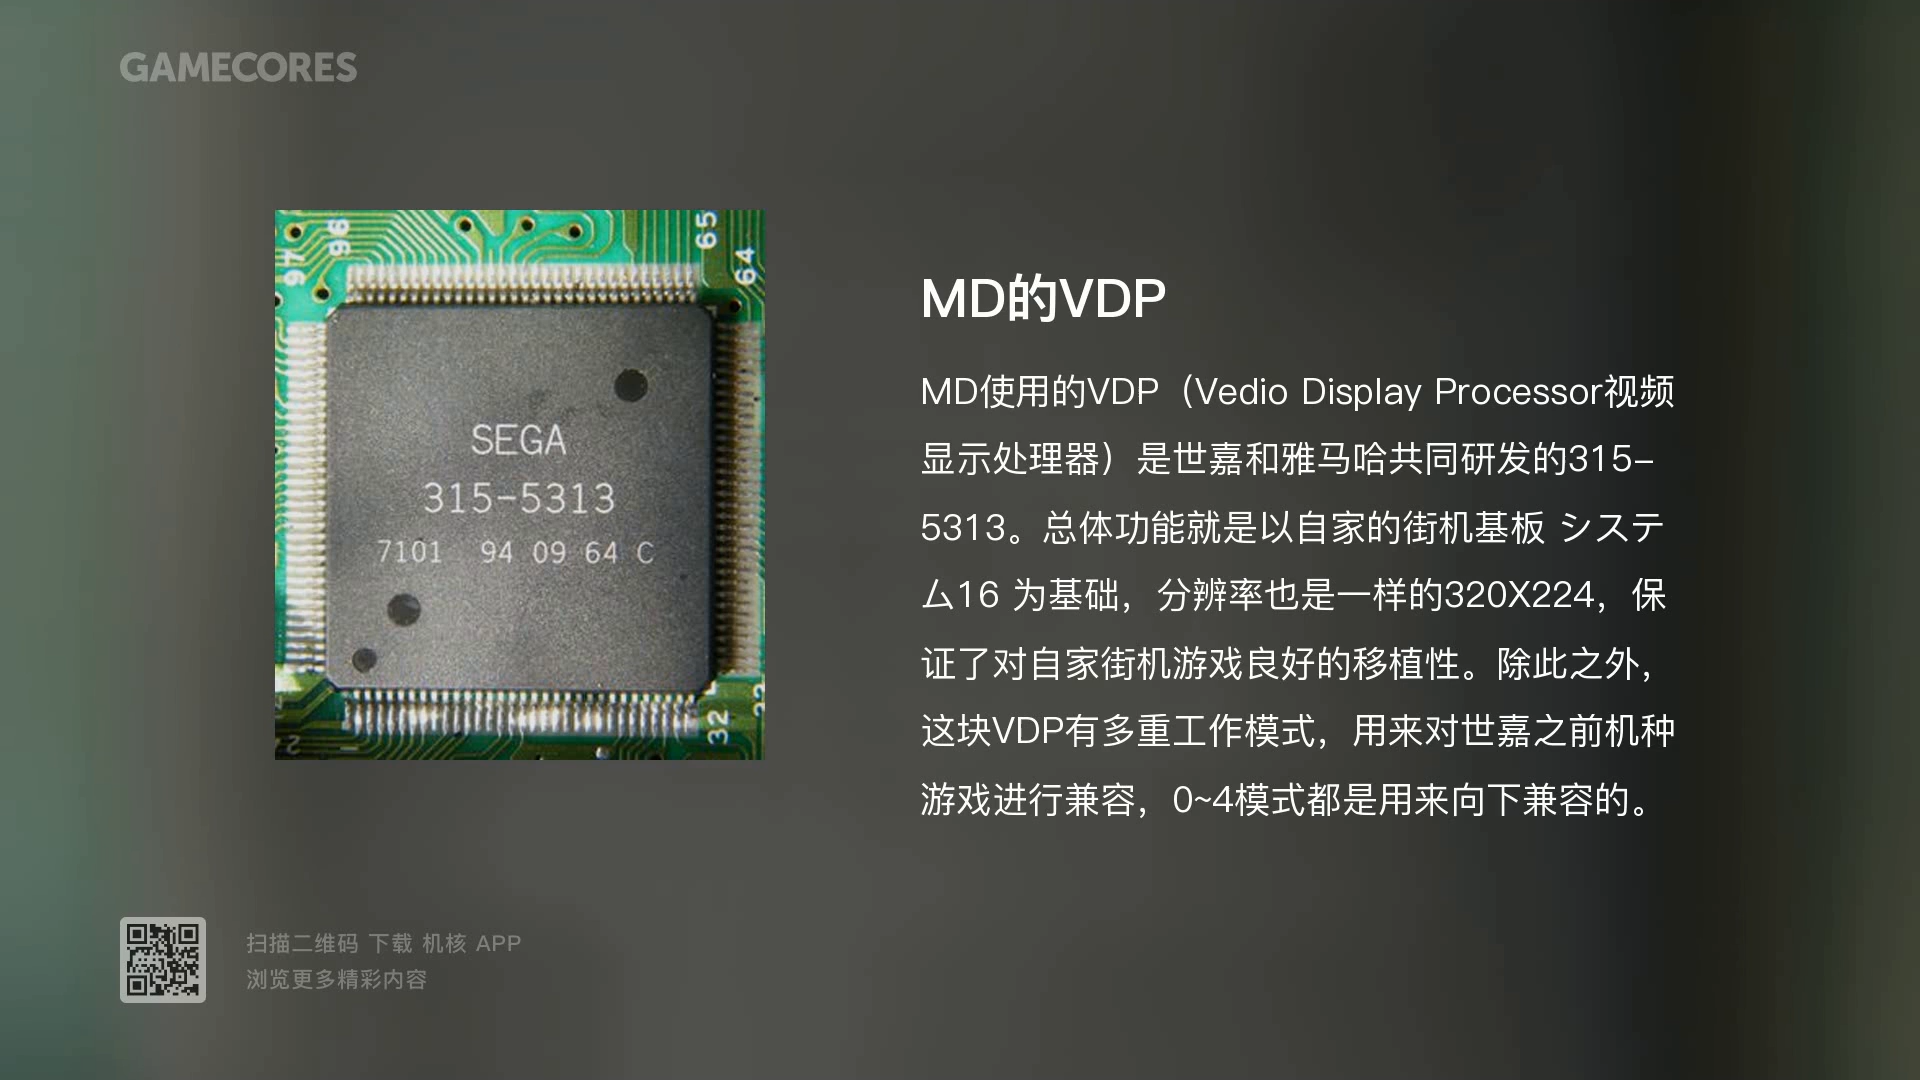 GAMECORES
96
97
65
64
SEGA
315-5313
7101 94 09 64 C
32
MD的VDP
MD使用的VDP（Vedio Display Processor视频
显示处理器）是世嘉和雅马哈共同研发的315-
5313。总体功能就是以自家的街机基板 システ
ム16 为基础，分辨率也是一样的320X224，保
证了对自家街机游戏良好的移植性。除此之外，
这块VDP有多重工作模式，用来对世嘉之前机种
游戏进行兼容，0~4模式都是用来向下兼容的。
扫描二维码 下载 机核 APP
浏览更多精彩内容